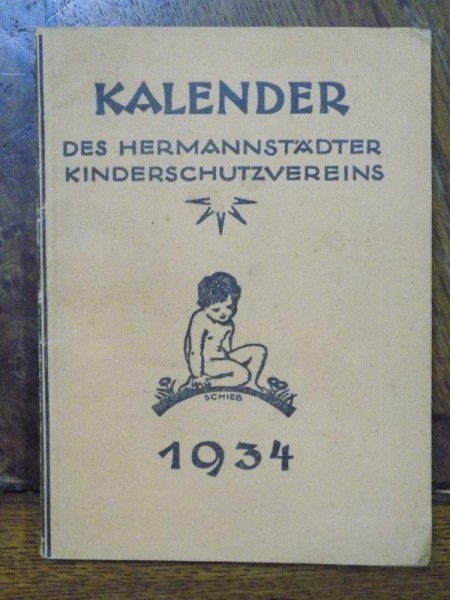 KALENDER
DES HERMANNSTÄDTER
KINDERSCHUTZVEREINS
SCHIEB
1934